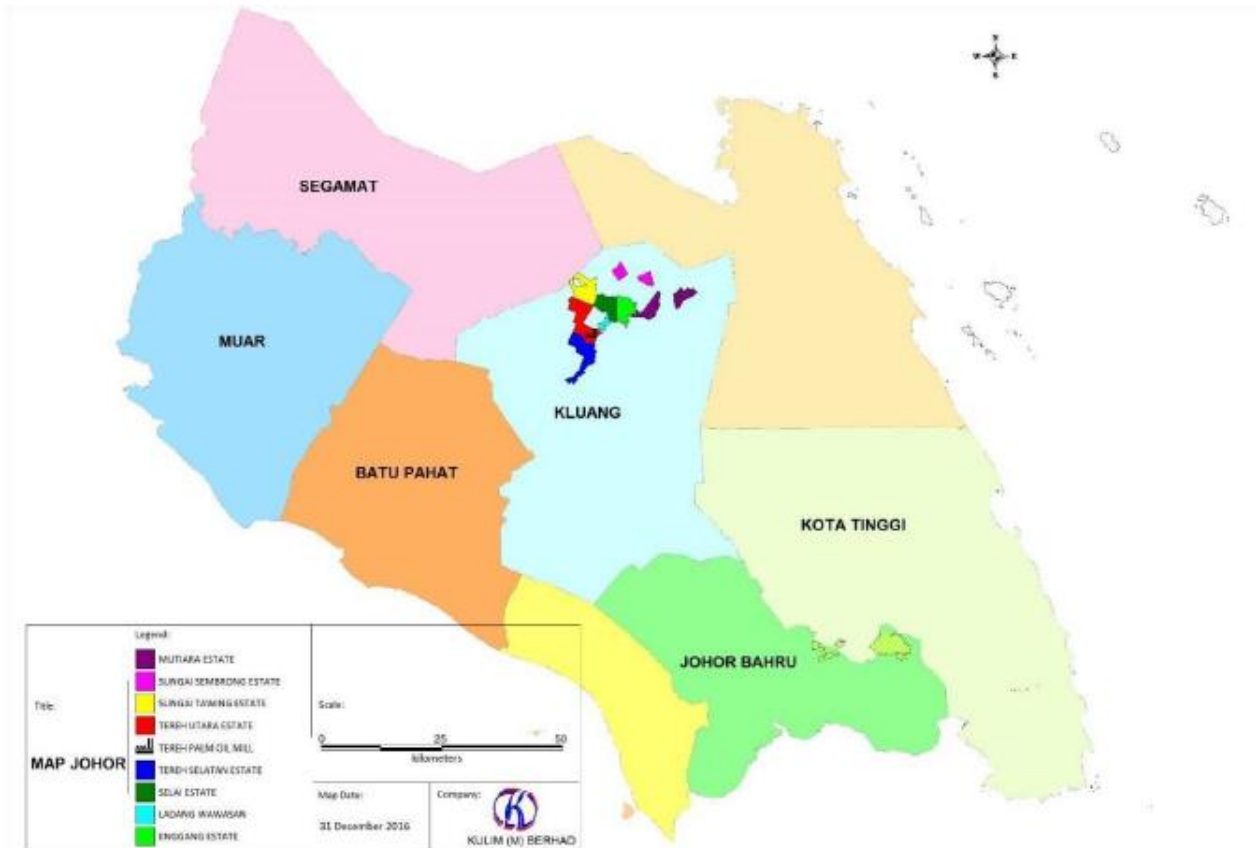 N
W E
S
SEGAMAT
MUAR
KLUANG
BATU PAHAT
KOTA TINGGI
JOHOR BAHRU
Title:
MAP JOHOR
Legend:
MUTIARA ESTATE
SUNGAI SEMBRONG ESTATE
SUNGAI TAWING ESTATE
TEREH UTARA ESTATE
TEREH PALM OIL MILL
TEREH SELATAN ESTATE
SELAI ESTATE
LADANG WAWASAN
ENGGANG ESTATE
Scale:
0 25 50
kilometers
Map Date:
31 December 2016
Company:
K
KULIM (M) BERHAD